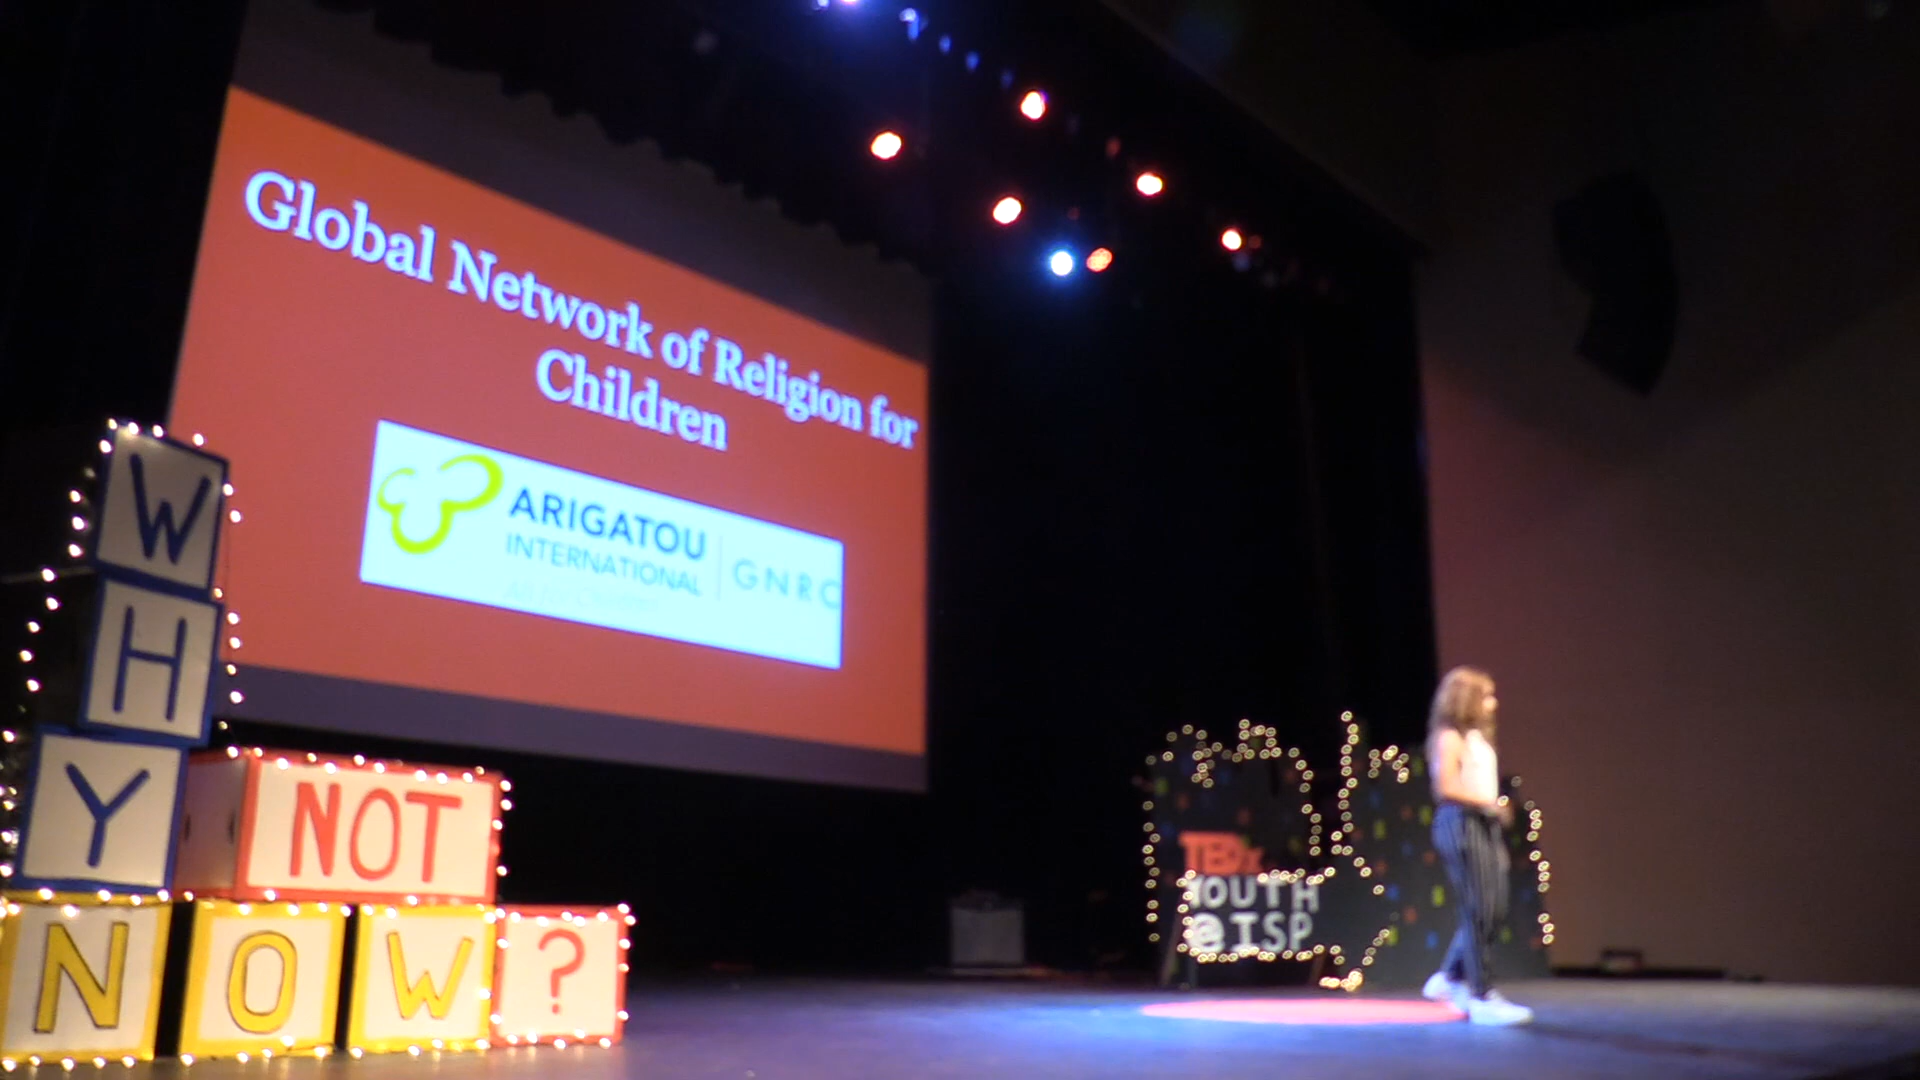 Global Network of Religion for
Children
ARIGATOU
INTERNATIONAL
GNRC
WHY
NOT
NOW?
TEDx
YOUTH
@ISP